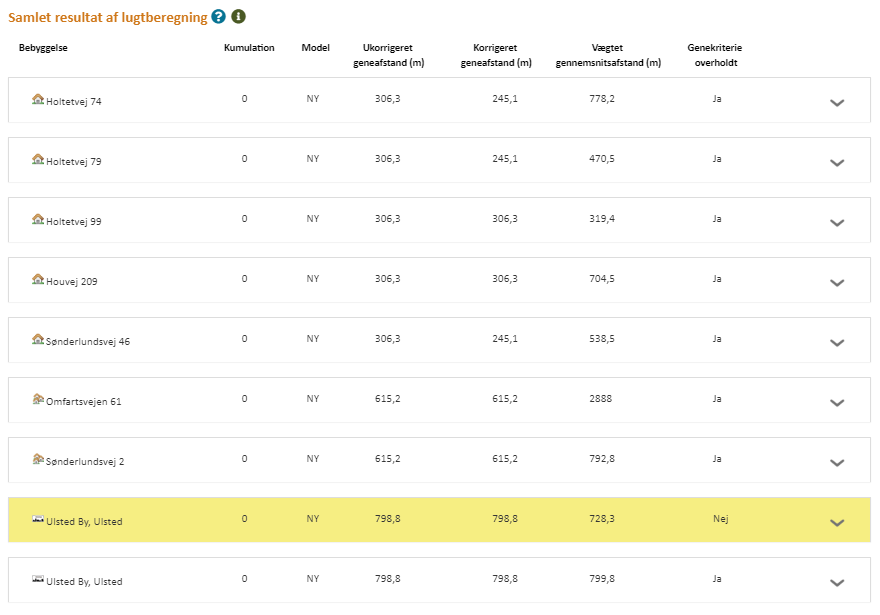 Samlet resultat af lugtberegning ? i
Bebyggelse Kumulation Model Ukorrigeret geneafstand (m) Korrigeret geneafstand (m) Vægtet gennemsnitsafstand (m) Genekriterie overholdt
Holtetvej 74 0 NY 306,3 245,1 778,2 Ja
Holtetvej 79 0 NY 306,3 245,1 470,5 Ja
Holtetvej 99 0 NY 306,3 306,3 319,4 Ja
Houvej 209 0 NY 306,3 306,3 704,5 Ja
Sønderlundsvej 46 0 NY 306,3 245,1 538,5 Ja
Omfartsvejen 61 0 NY 615,2 615,2 2888 Ja
Sønderlundsvej 2 0 NY 615,2 615,2 792,8 Ja
Ulsted By, Ulsted 0 NY 798,8 798,8 728,3 Nej
Ulsted By, Ulsted 0 NY 798,8 798,8 799,8 Ja